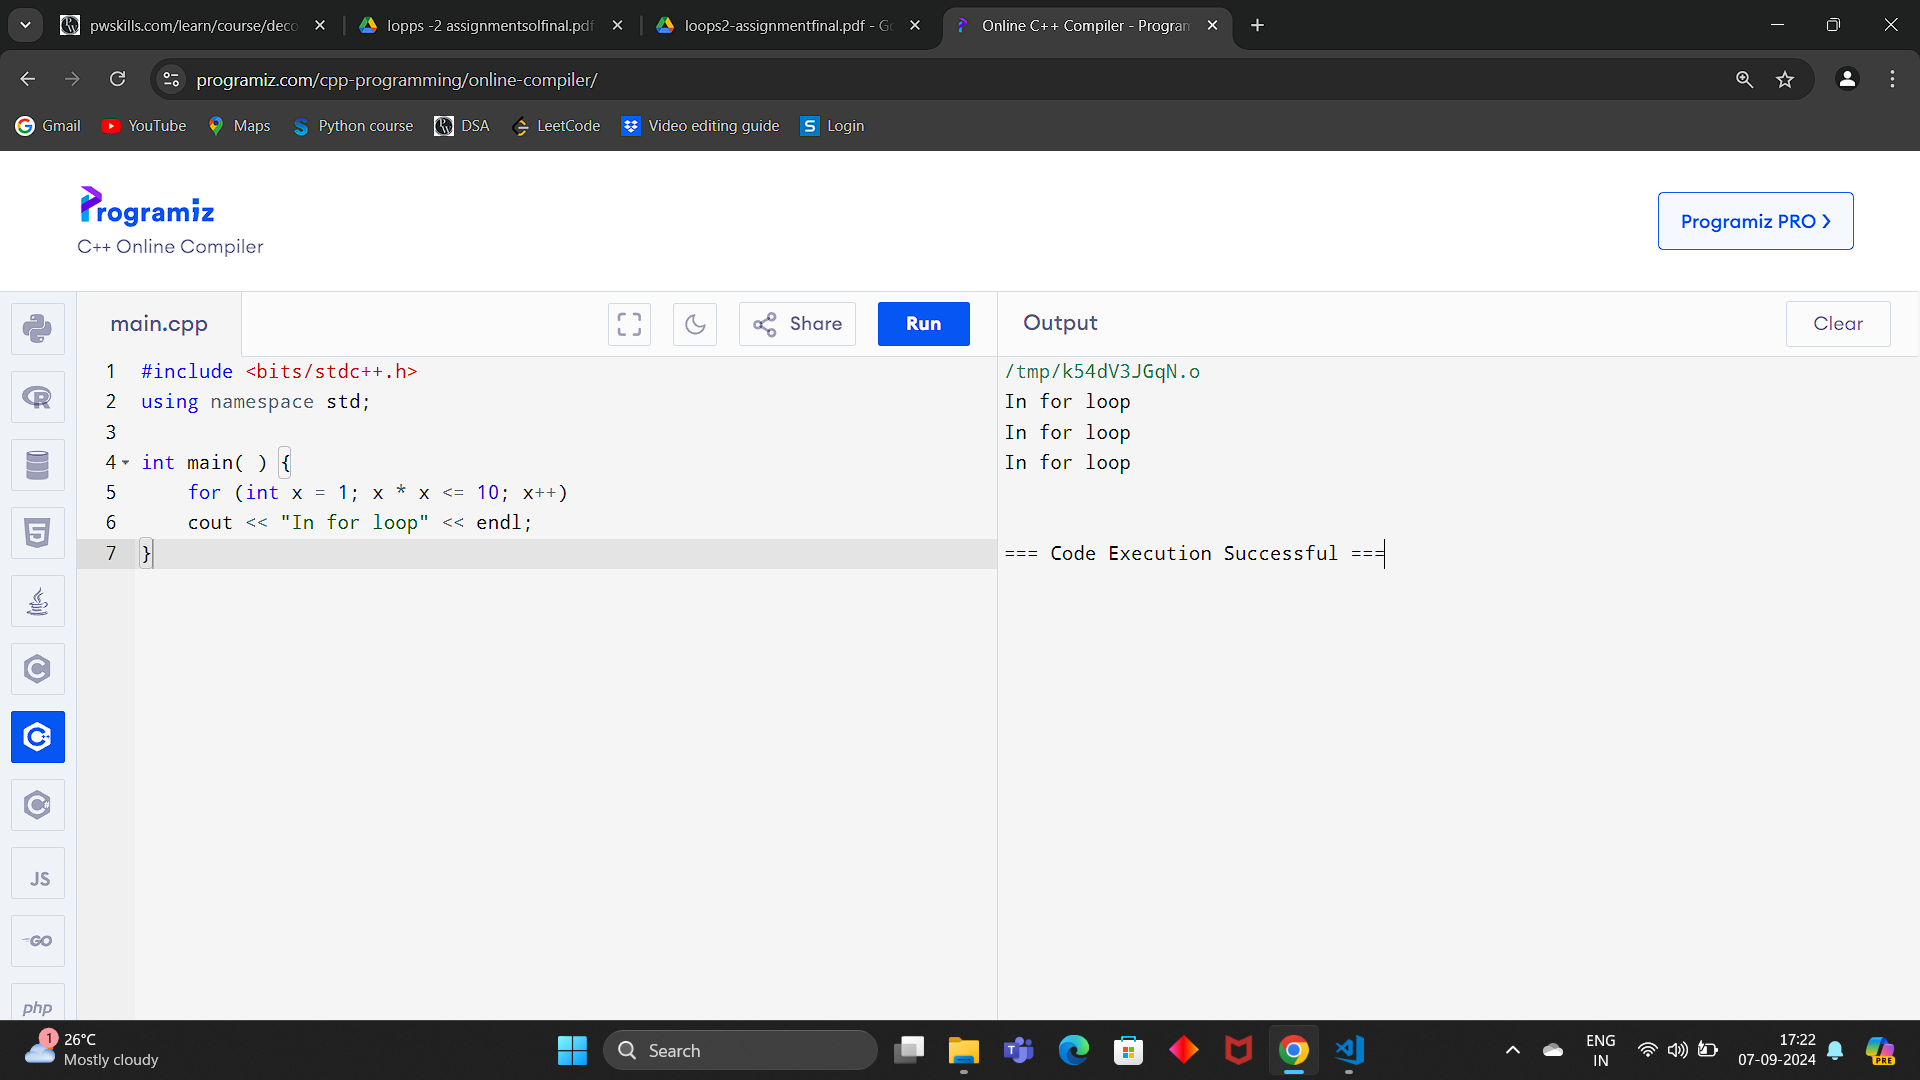 pwskills.com/learn/course/deco
lopps -2 assignmentsolfinal.pdf
loops2-assignmentfinal.pdf - Go
Online C++ Compiler - Program
programiz.com/cpp-programming/online-compiler/
Gmail
YouTube
Maps
Python course
DSA
LeetCode
Video editing guide
S Login
Programiz
C++ Online Compiler
Programiz PRO >
main.cpp
Share
Run
Output
Clear
1 #include <bits/stdc++.h>
2 using namespace std;
3
4 int main( ) {
5 for (int x = 1; x * x <= 10; x++)
6 cout << "In for loop" << endl;
7 }
/tmp/k54dV3JGqN.o
In for loop
In for loop
In for loop
=== Code Execution Successful ===
R
5
C
C++
C#
JS
GO
php
1
26°C
Mostly cloudy
Search
ENG
IN
17:22
07-09-2024
PRE